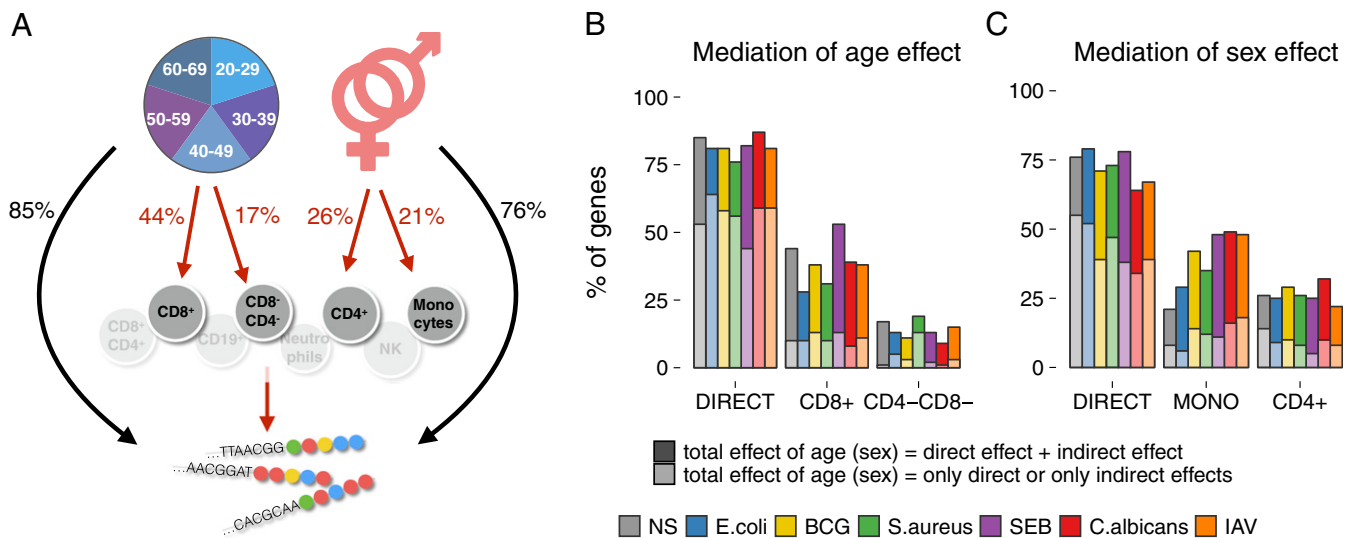 A
60-69 20-29
50-59 30-39
40-49
85%
44%
17%
26%
21%
76%
CD8+
CD4+
CD8+
CD19+
CD8-
CD4-
Neutro
phils
CD4+
NK
Mono
cytes
...TTAACGG
...AACGGAT
...CACGCAA
B
Mediation of age effect
% of genes
100
75
50
25
0
DIRECT CD8+ CD4–CD8–
C
Mediation of sex effect
100
75
50
25
0
DIRECT MONO CD4+
total effect of age (sex) = direct effect + indirect effect
total effect of age (sex) = only direct or only indirect effects
NS E.coli BCG S.aureus SEB C.albicans IAV